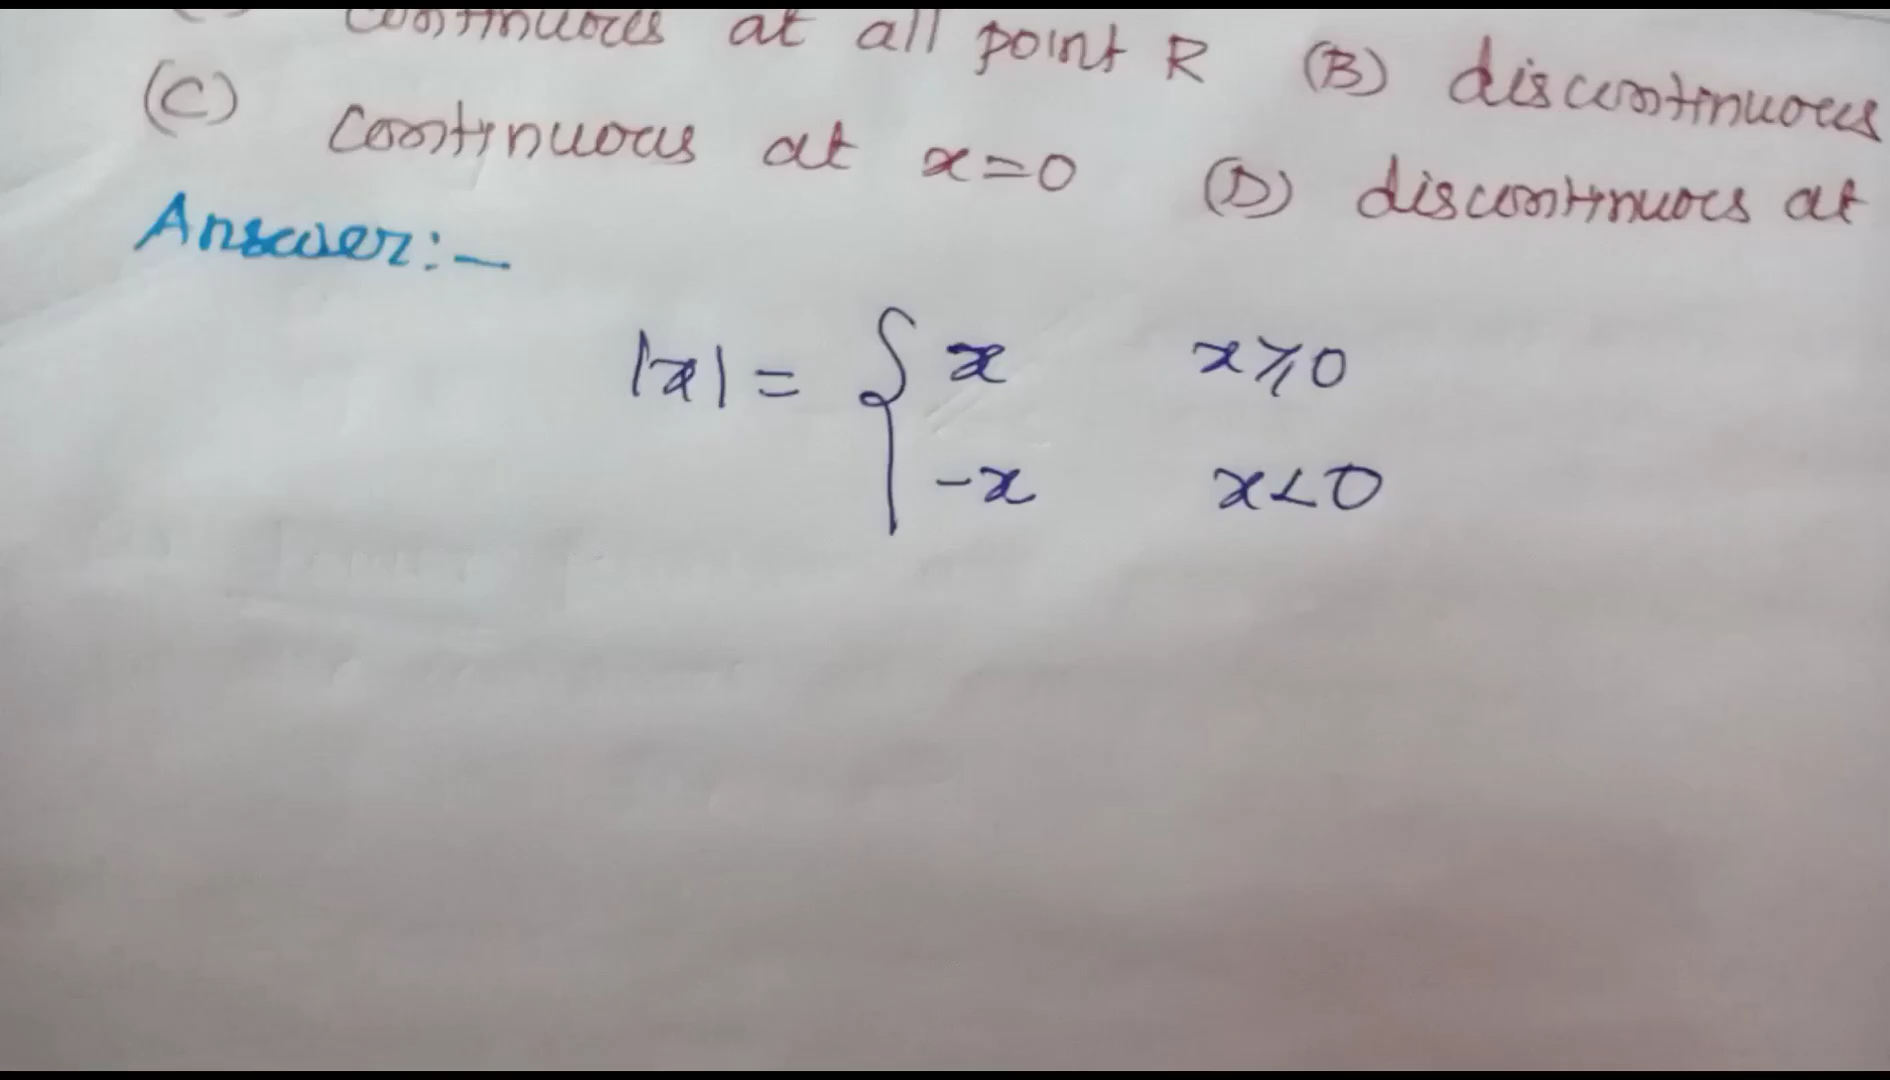 continuous at all point R (B) discontinuous
(C) continuous at x=0 (D) discontinuous at
Answer:-
|x| = { x x⩾0
-x x<0